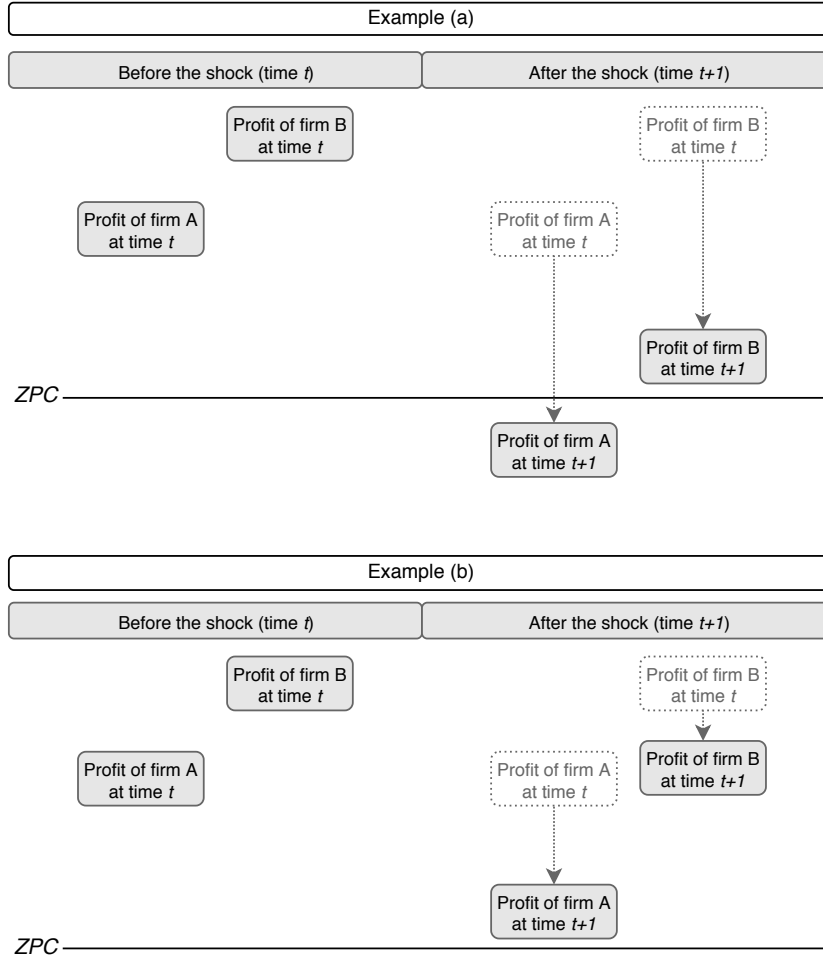 Example (a)
Before the shock (time t)
After the shock (time t+1)
Profit of firm B
at time t
Profit of firm B
at time t
Profit of firm A
at time t
Profit of firm A
at time t
Profit of firm B
at time t+1
ZPC
Profit of firm A
at time t+1
Example (b)
Before the shock (time t)
After the shock (time t+1)
Profit of firm B
at time t
Profit of firm B
at time t
Profit of firm A
at time t
Profit of firm A
at time t
Profit of firm B
at time t+1
Profit of firm A
at time t+1
ZPC